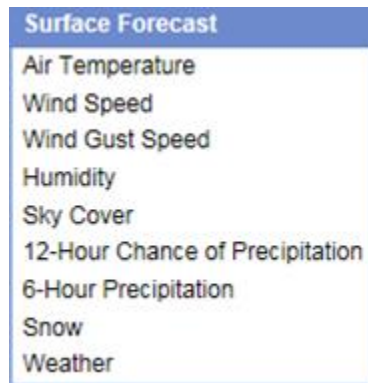 Surface Forecast
Air Temperature
Wind Speed
Wind Gust Speed
Humidity
Sky Cover
12-Hour Chance of Precipitation
6-Hour Precipitation
Snow
Weather